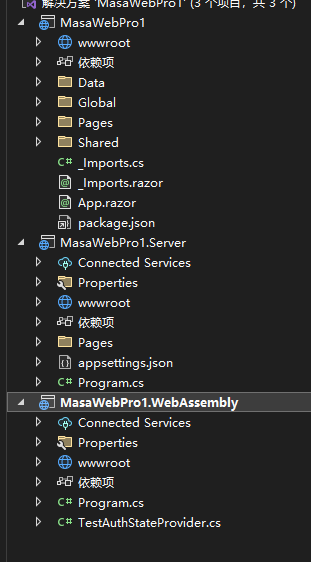 解决方案 'MasaWebPro1' (3 个项目，共 3 个)
MasaWebPro1
wwwroot
依赖项
Data
Global
Pages
Shared
C# _Imports.cs
_Imports.razor
App.razor
package.json
MasaWebPro1.Server
Connected Services
Properties
wwwroot
依赖项
Pages
appsettings.json
C# Program.cs
MasaWebPro1.WebAssembly
Connected Services
Properties
wwwroot
依赖项
C# Program.cs
C# TestAuthStateProvider.cs